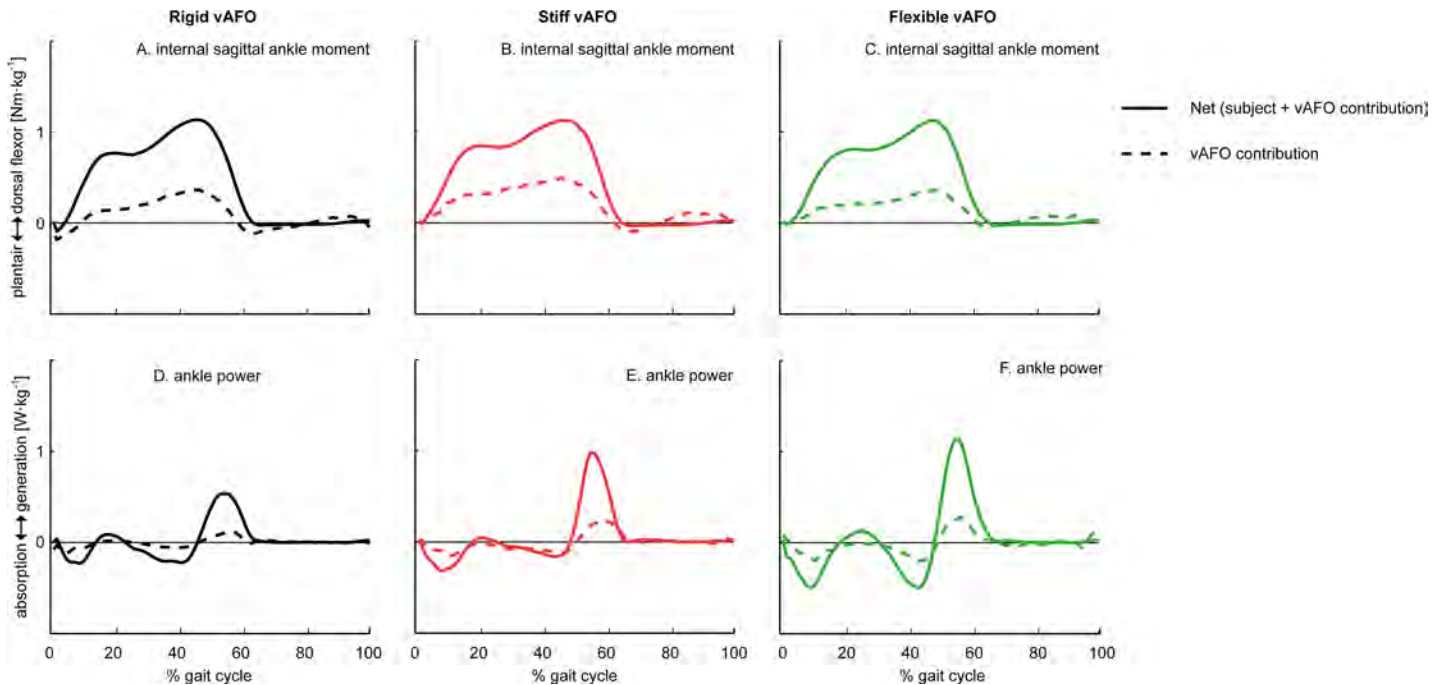 Rigid vAFO
Stiff vAFO
Flexible vAFO
A. internal sagittal ankle moment
B. internal sagittal ankle moment
C. internal sagittal ankle moment
plantair ⟷ dorsal flexor [Nm·kg⁻¹]
1
0
Net (subject + vAFO contribution)
vAFO contribution
D. ankle power
E. ankle power
F. ankle power
absorption ⟷ generation [W·kg⁻¹]
1
0
0 20 40 60 80 100
0 20 40 60 80 100
0 20 40 60 80 100
% gait cycle
% gait cycle
% gait cycle